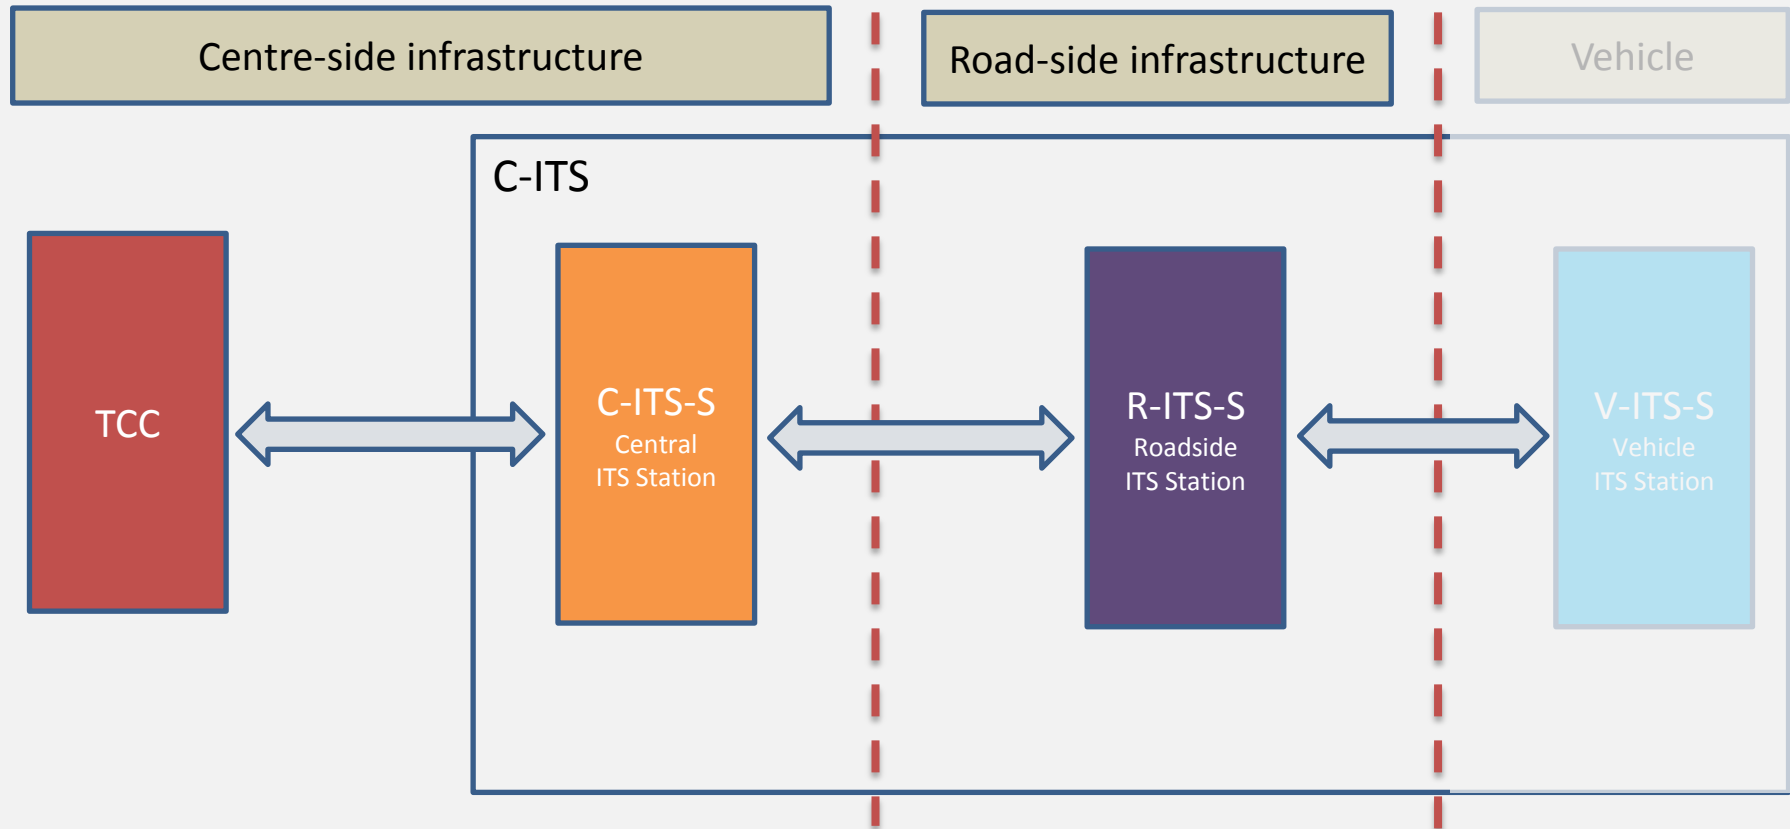 Centre-side infrastructure
Road-side infrastructure
Vehicle
C-ITS
TCC
C-ITS-S
Central
ITS Station
R-ITS-S
Roadside
ITS Station
V-ITS-S
Vehicle
ITS Station